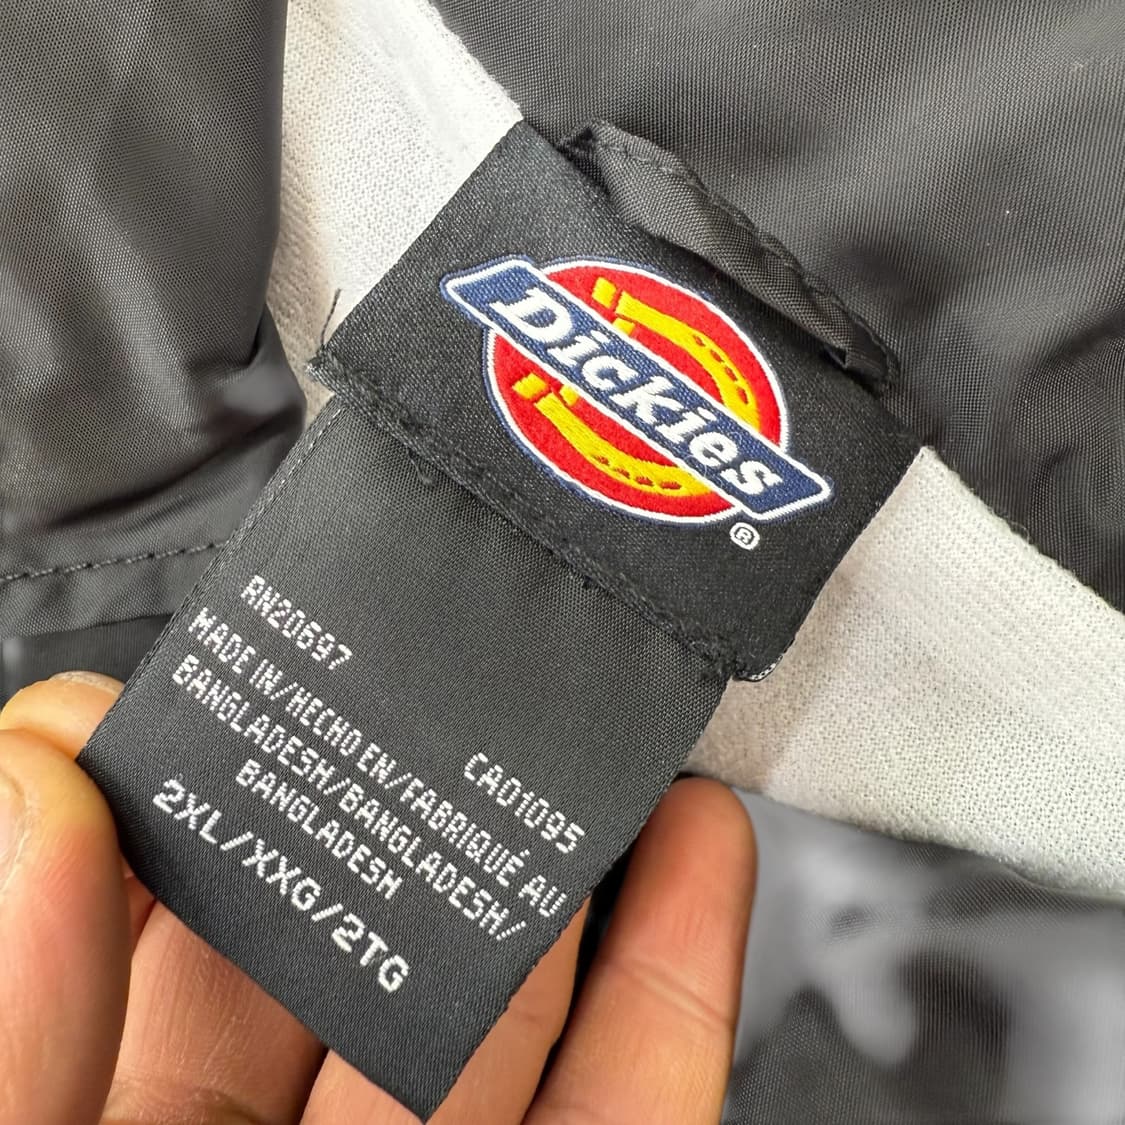 Dickies
®
RN20697
CA01095
MADE IN/HECHO EN/FABRIQUÉ AU
BANGLADESH/BANGLADESH/
BANGLADESH
2XL/XXG/2TG